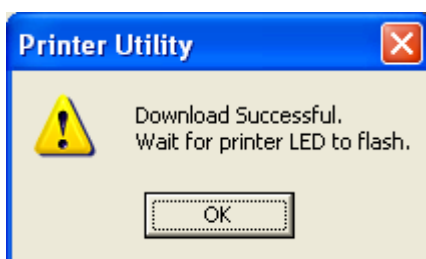 Printer Utility
Download Successful.
Wait for printer LED to flash.
OK